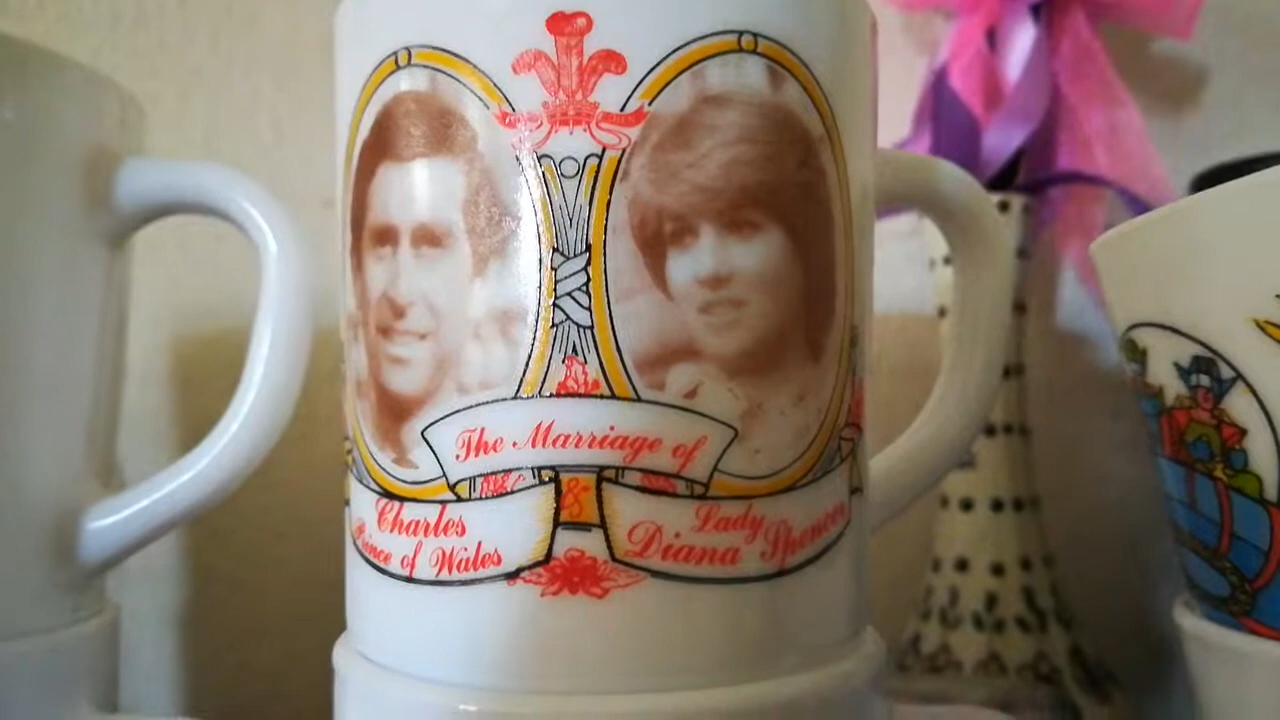 The Marriage of
Charles
Prince of Wales
&
Lady
Diana Spencer